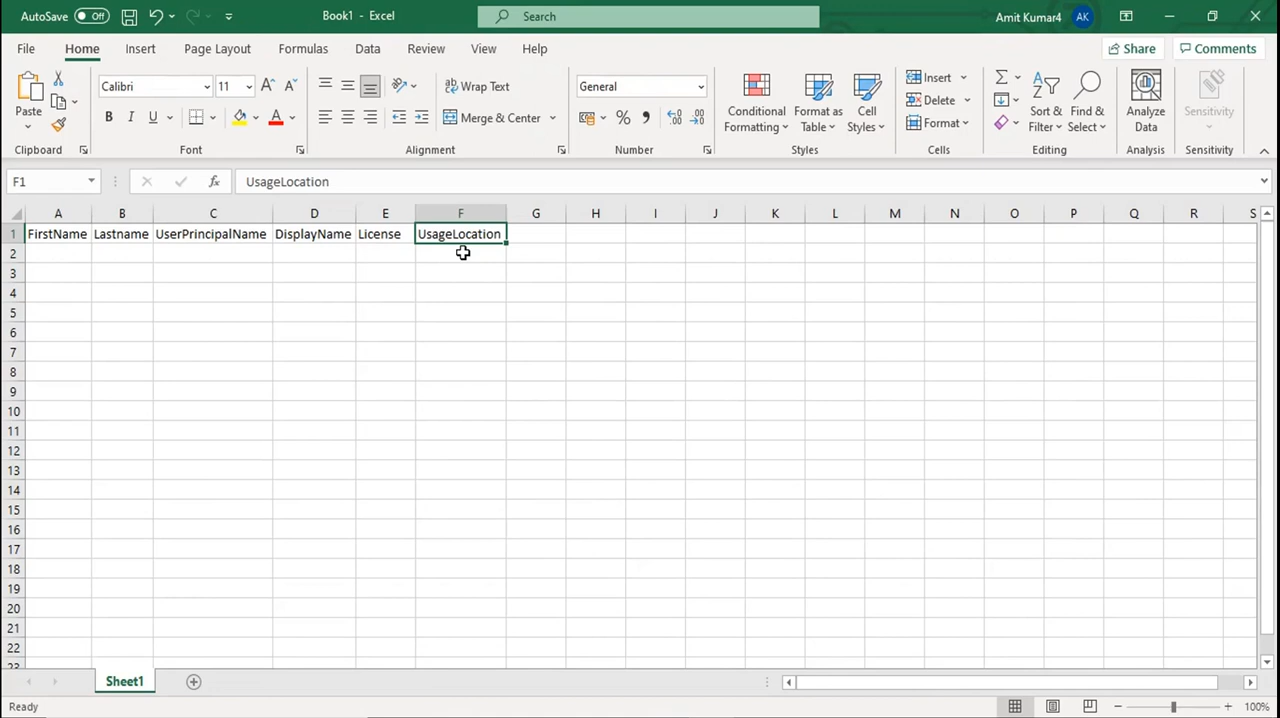 AutoSave Off Book1 - Excel Search Amit Kumar4 AK
File Home Insert Page Layout Formulas Data Review View Help Share Comments
Paste
Clipboard
Calibri 11
B I U
Font
Wrap Text
Merge & Center
Alignment
General
Number
Conditional Formatting
Format as Table
Cell Styles
Styles
Insert
Delete
Format
Cells
Sort & Filter
Find & Select
Editing
Analyze Data
Analysis
Sensitivity
Sensitivity
F1 fx UsageLocation
A B C D E F G H I J K L M N O P Q R S
1 FirstName Lastname UserPrincipalName DisplayName License UsageLocation
2
3
4
5
6
7
8
9
10
11
12
13
14
15
16
17
18
19
20
21
22
23
Sheet1
Ready 100%